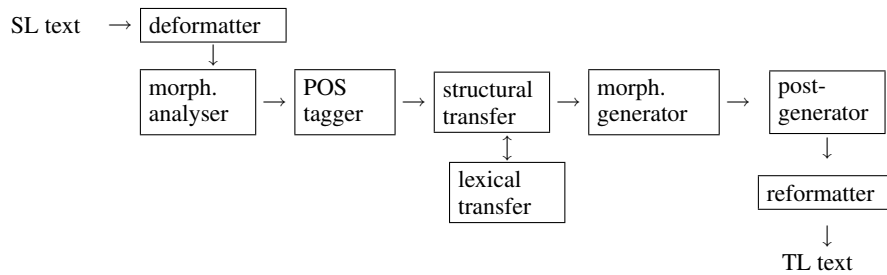 SL text
deformatter
morph.
analyser
POS
tagger
structural
transfer
morph.
generator
post-
generator
lexical
transfer
reformatter
TL text